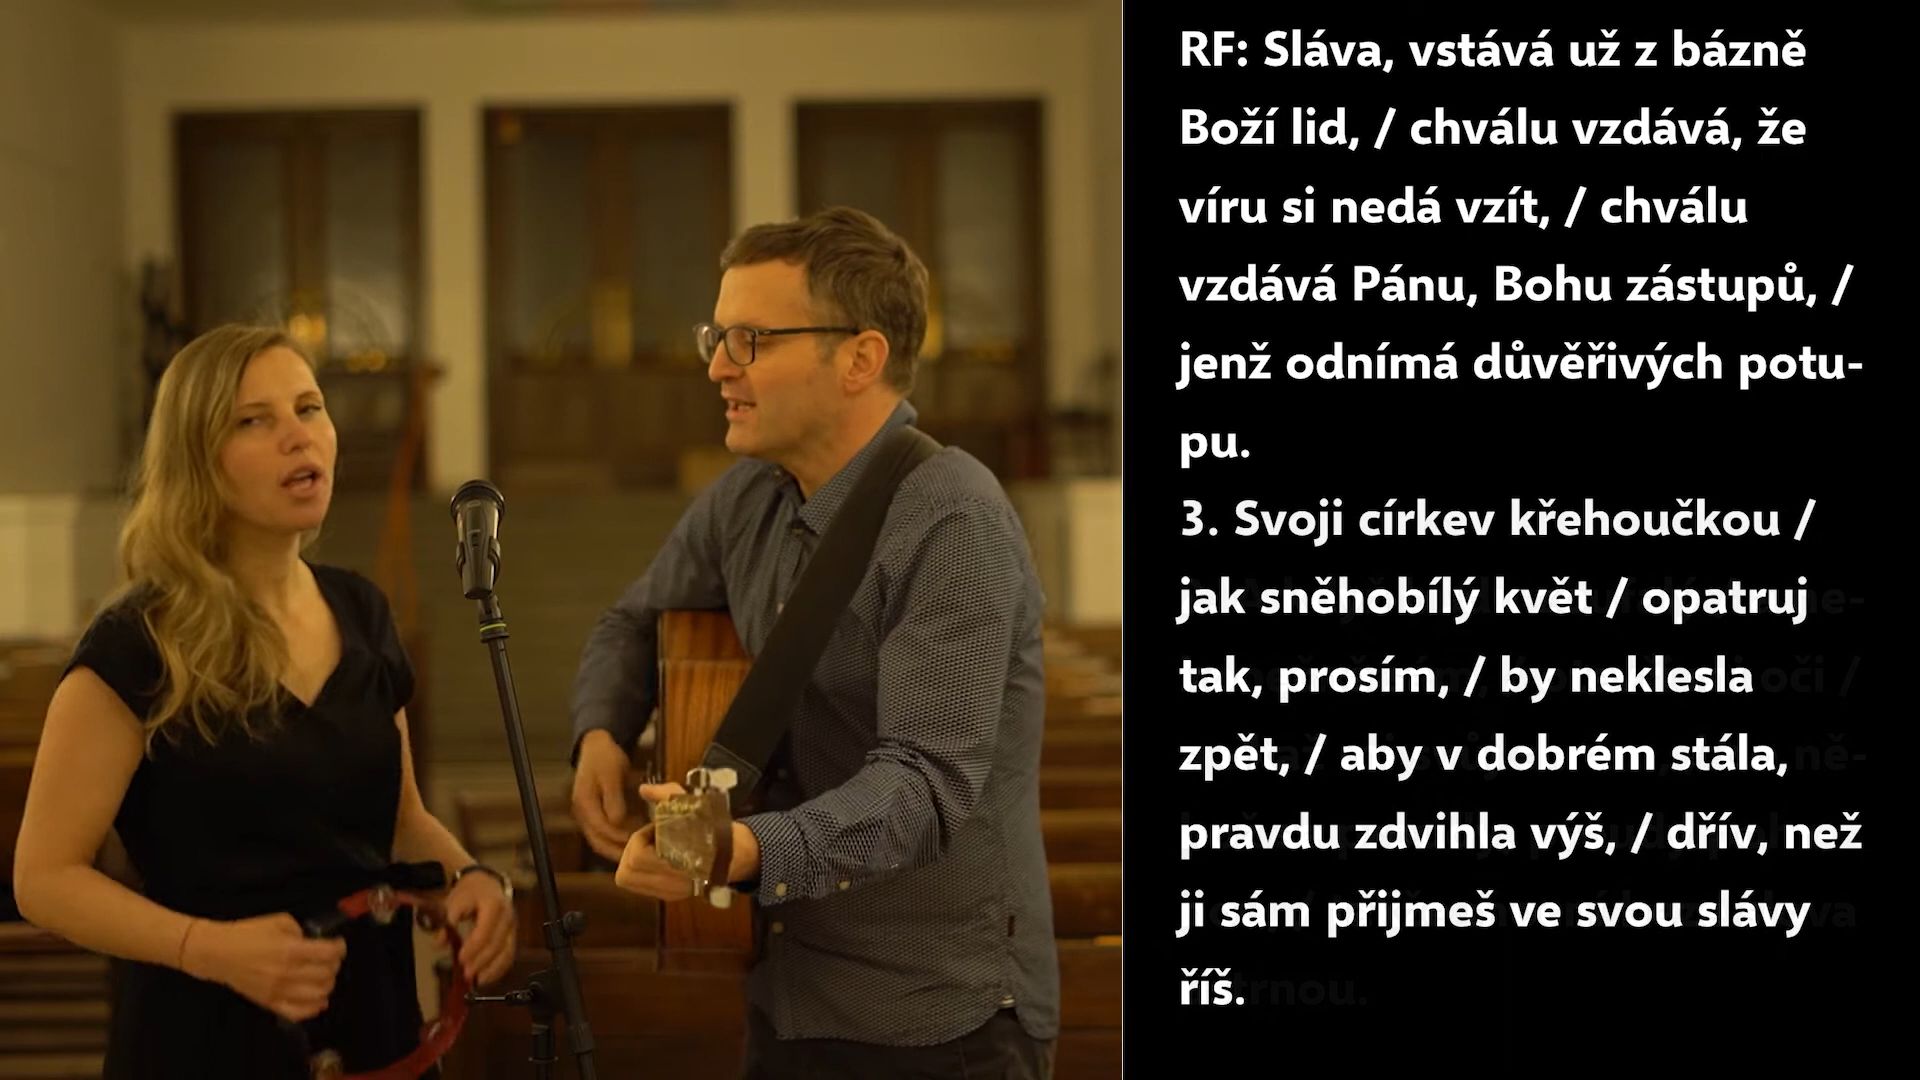 RF: Sláva, vstává už z bázně
Boží lid, / chválu vzdává, že
víru si nedá vzít, / chválu
vzdává Pánu, Bohu zástupů, /
jenž odnímá důvěřivých potu-
pu.
3. Svoji církev křehoučkou /
jak sněhobílý květ / opatruj
tak, prosím, / by neklesla
zpět, / aby v dobrém stála,
pravdu zdvihla výš, / dřív, než
ji sám přijmeš ve svou slávy
říš.